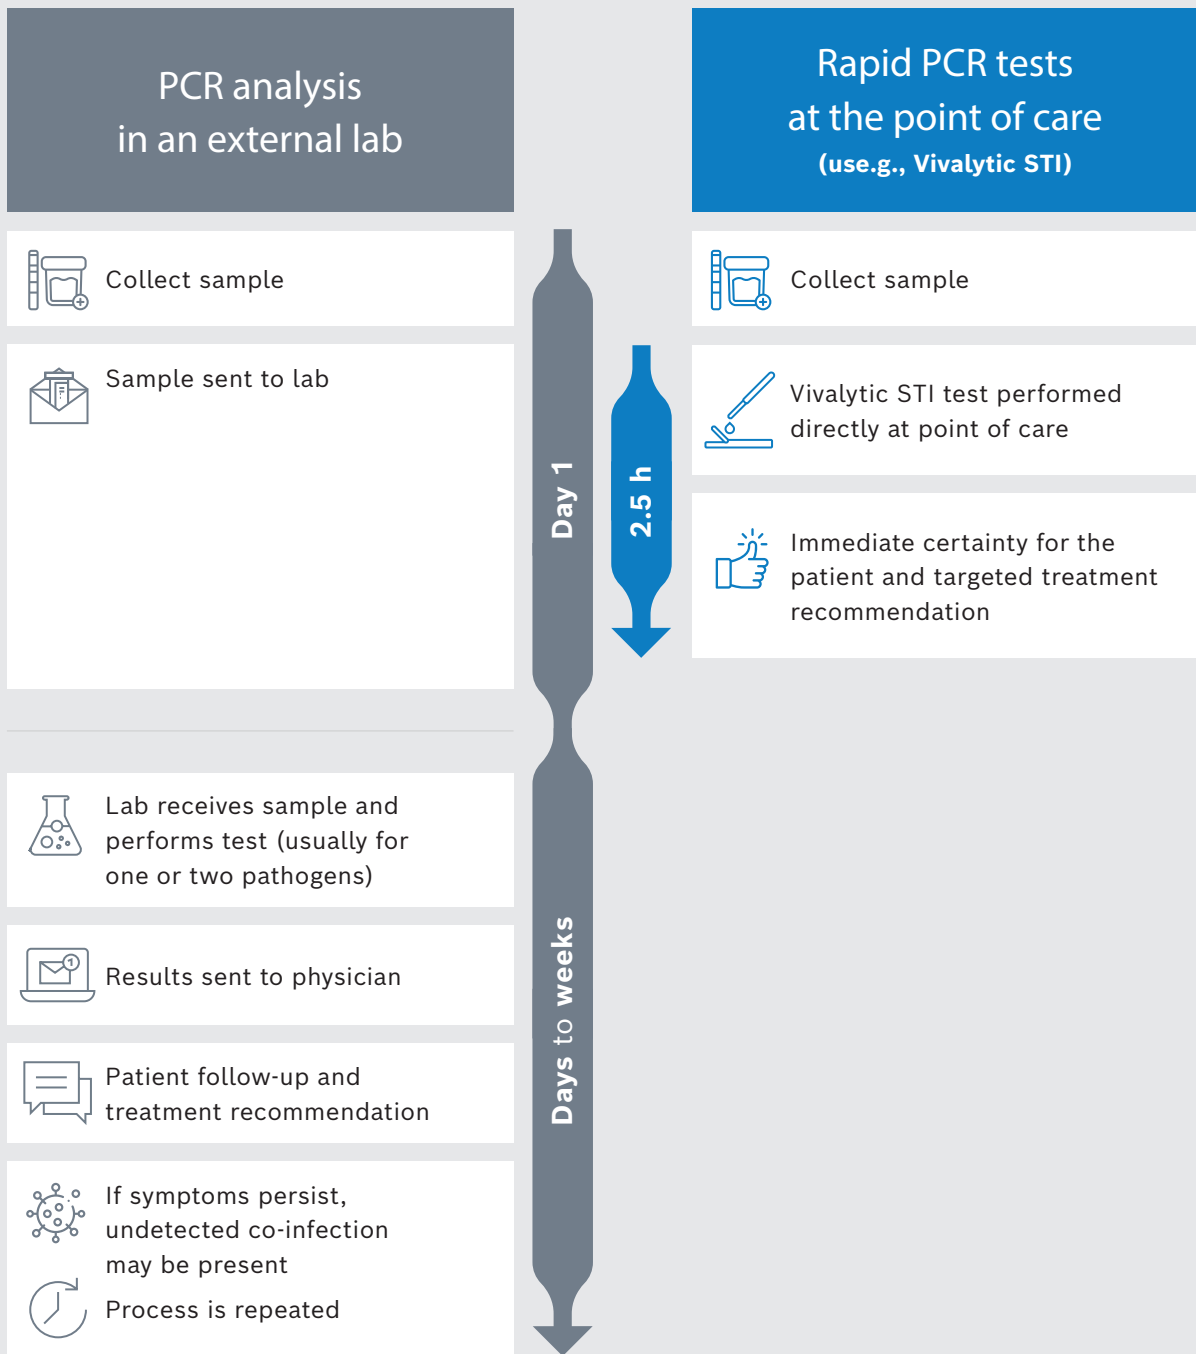 PCR analysis
in an external lab
Rapid PCR tests
at the point of care
(use.g., Vivalytic STI)
Collect sample
Sample sent to lab
Day 1
2.5 h
Collect sample
Vivalytic STI test performed
directly at point of care
Immediate certainty for the
patient and targeted treatment
recommendation
Lab receives sample and
performs test (usually for
one or two pathogens)
Results sent to physician
1
Patient follow-up and
treatment recommendation
If symptoms persist,
undetected co-infection
may be present
Process is repeated
Days to weeks